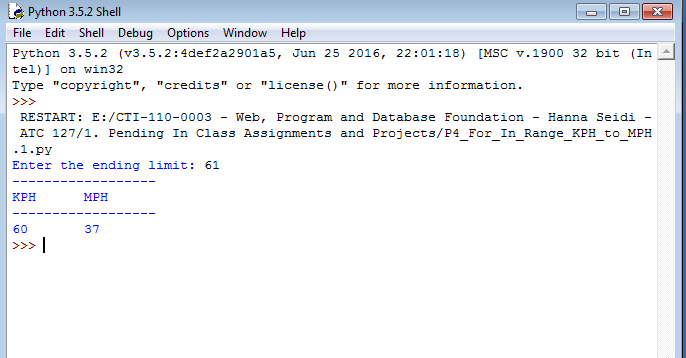 Python 3.5.2 Shell
File Edit Shell Debug Options Window Help
Python 3.5.2 (v3.5.2:4def2a2901a5, Jun 25 2016, 22:01:18) [MSC v.1900 32 bit (In
tel)] on win32
Type "copyright", "credits" or "license()" for more information.
>>>
RESTART: E:/CTI-110-0003 - Web, Program and Database Foundation - Hanna Seidi -
ATC 127/1. Pending In Class Assignments and Projects/P4_For_In_Range_KPH_to_MPH
.1.py
Enter the ending limit: 61
------------------
KPH MPH
------------------
60 37
>>>